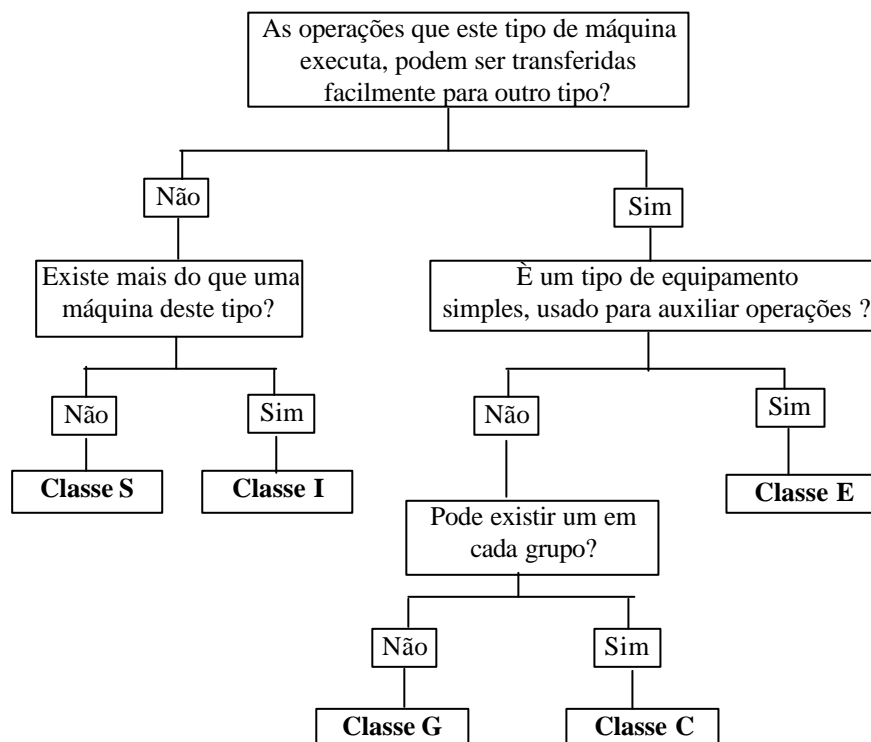 As operações que este tipo de máquina
executa, podem ser transferidas
facilmente para outro tipo?
Não
Sim
Existe mais do que uma
máquina deste tipo?
È um tipo de equipamento
simples, usado para auxiliar operações ?
Não
Sim
Não
Sim
Classe S
Classe I
Classe E
Pode existir um em
cada grupo?
Não
Sim
Classe G
Classe C